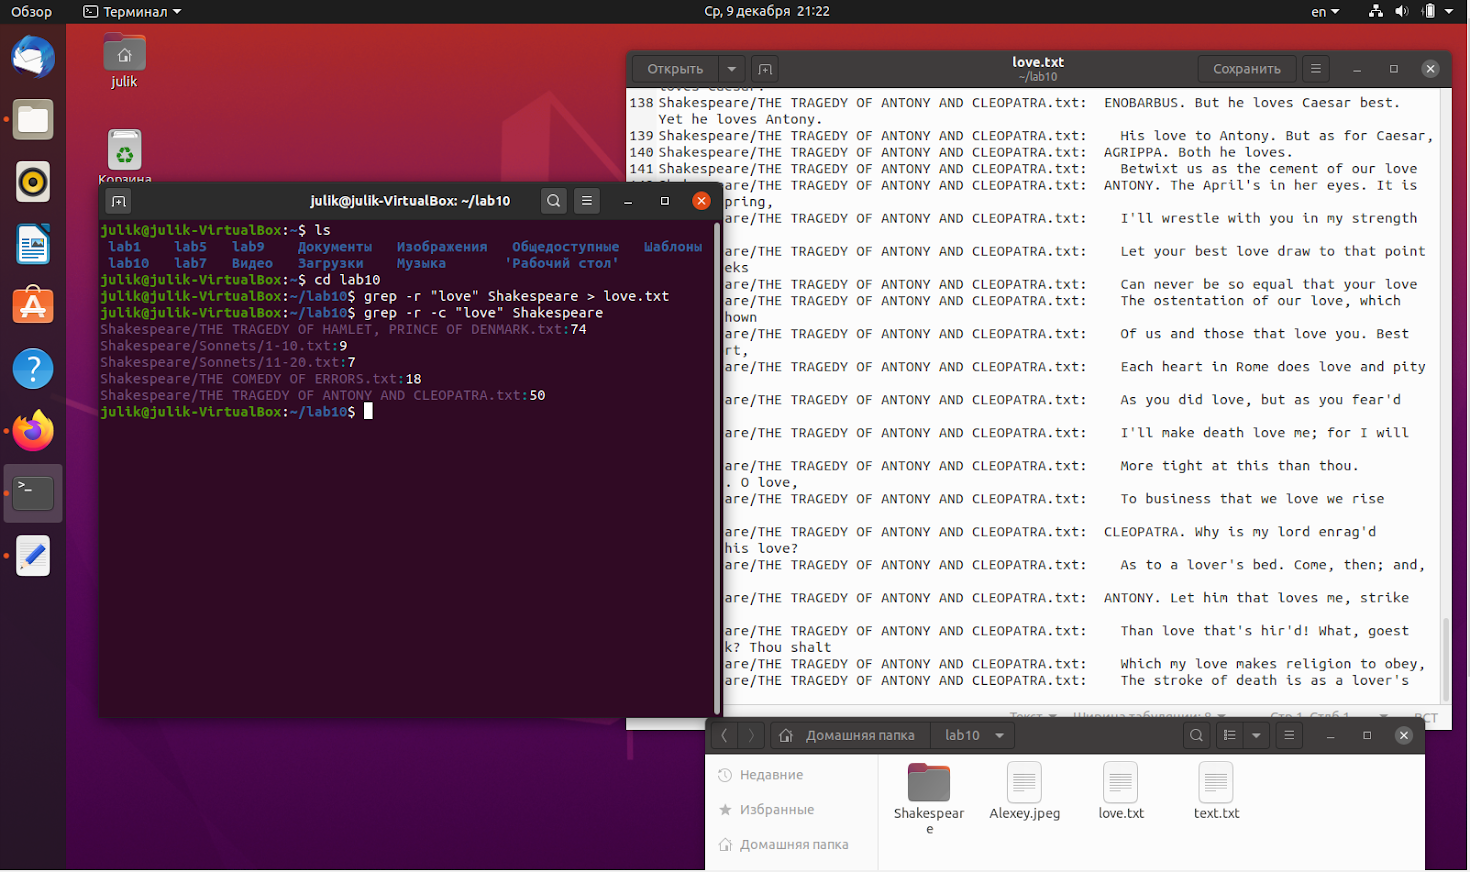 Обзор
Терминал
Ср, 9 декабря 21:22
en
julik
Корзина
Открыть
love.txt
~/lab10
Сохранить
loves Caesar.
138 Shakespeare/THE TRAGEDY OF ANTONY AND CLEOPATRA.txt: ENOBARBUS. But he loves Caesar best.
Yet he loves Antony.
139 Shakespeare/THE TRAGEDY OF ANTONY AND CLEOPATRA.txt: His love to Antony. But as for Caesar,
140 Shakespeare/THE TRAGEDY OF ANTONY AND CLEOPATRA.txt: AGRIPPA. Both he loves.
141 Shakespeare/THE TRAGEDY OF ANTONY AND CLEOPATRA.txt: Betwixt us as the cement of our love
Shakespeare/THE TRAGEDY OF ANTONY AND CLEOPATRA.txt: ANTONY. The April's in her eyes. It is
pring,
are/THE TRAGEDY OF ANTONY AND CLEOPATRA.txt: I'll wrestle with you in my strength
are/THE TRAGEDY OF ANTONY AND CLEOPATRA.txt: Let your best love draw to that point
eks
are/THE TRAGEDY OF ANTONY AND CLEOPATRA.txt: Can never be so equal that your love
are/THE TRAGEDY OF ANTONY AND CLEOPATRA.txt: The ostentation of our love, which
hown
are/THE TRAGEDY OF ANTONY AND CLEOPATRA.txt: Of us and those that love you. Best
rt,
are/THE TRAGEDY OF ANTONY AND CLEOPATRA.txt: Each heart in Rome does love and pity
are/THE TRAGEDY OF ANTONY AND CLEOPATRA.txt: As you did love, but as you fear'd
are/THE TRAGEDY OF ANTONY AND CLEOPATRA.txt: I'll make death love me; for I will
are/THE TRAGEDY OF ANTONY AND CLEOPATRA.txt: More tight at this than thou.
. O love,
are/THE TRAGEDY OF ANTONY AND CLEOPATRA.txt: To business that we love we rise
are/THE TRAGEDY OF ANTONY AND CLEOPATRA.txt: CLEOPATRA. Why is my lord enrag'd
his love?
are/THE TRAGEDY OF ANTONY AND CLEOPATRA.txt: As to a lover's bed. Come, then; and,
are/THE TRAGEDY OF ANTONY AND CLEOPATRA.txt: ANTONY. Let him that loves me, strike
are/THE TRAGEDY OF ANTONY AND CLEOPATRA.txt: Than love that's hir'd! What, goest
k? Thou shalt
are/THE TRAGEDY OF ANTONY AND CLEOPATRA.txt: Which my love makes religion to obey,
are/THE TRAGEDY OF ANTONY AND CLEOPATRA.txt: The stroke of death is as a lover's
Текст Ширина табуляции: 8 Стр 1, Стлб 1 ВСТ
julik@julik-VirtualBox: ~/lab10
julik@julik-VirtualBox:~$ ls
lab1 lab5 lab9 Документы Изображения Общедоступные Шаблоны
lab10 lab7 Видео Загрузки Музыка 'Рабочий стол'
julik@julik-VirtualBox:~$ cd lab10
julik@julik-VirtualBox:~/lab10$ grep -r "love" Shakespeare > love.txt
julik@julik-VirtualBox:~/lab10$ grep -r -c "love" Shakespeare
Shakespeare/THE TRAGEDY OF HAMLET, PRINCE OF DENMARK.txt:74
Shakespeare/Sonnets/1-10.txt:9
Shakespeare/Sonnets/11-20.txt:7
Shakespeare/THE COMEDY OF ERRORS.txt:18
Shakespeare/THE TRAGEDY OF ANTONY AND CLEOPATRA.txt:50
julik@julik-VirtualBox:~/lab10$
Домашняя папка
lab10
Недавние
Избранные
Домашняя папка
Shakespear
e
Alexey.jpeg
love.txt
text.txt